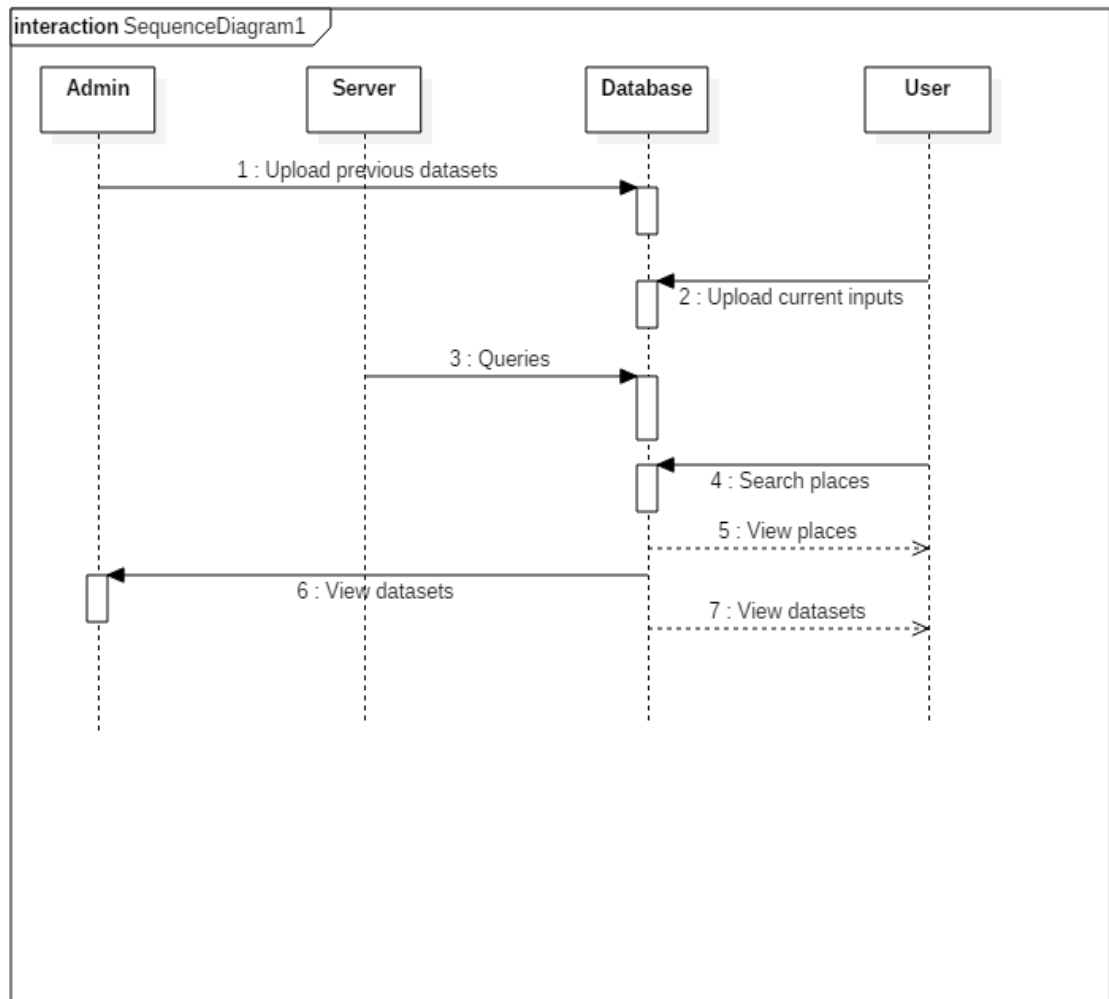 interaction SequenceDiagram1
Admin Server Database User
1 : Upload previous datasets
2 : Upload current inputs
3 : Queries
4 : Search places
5 : View places
6 : View datasets
7 : View datasets